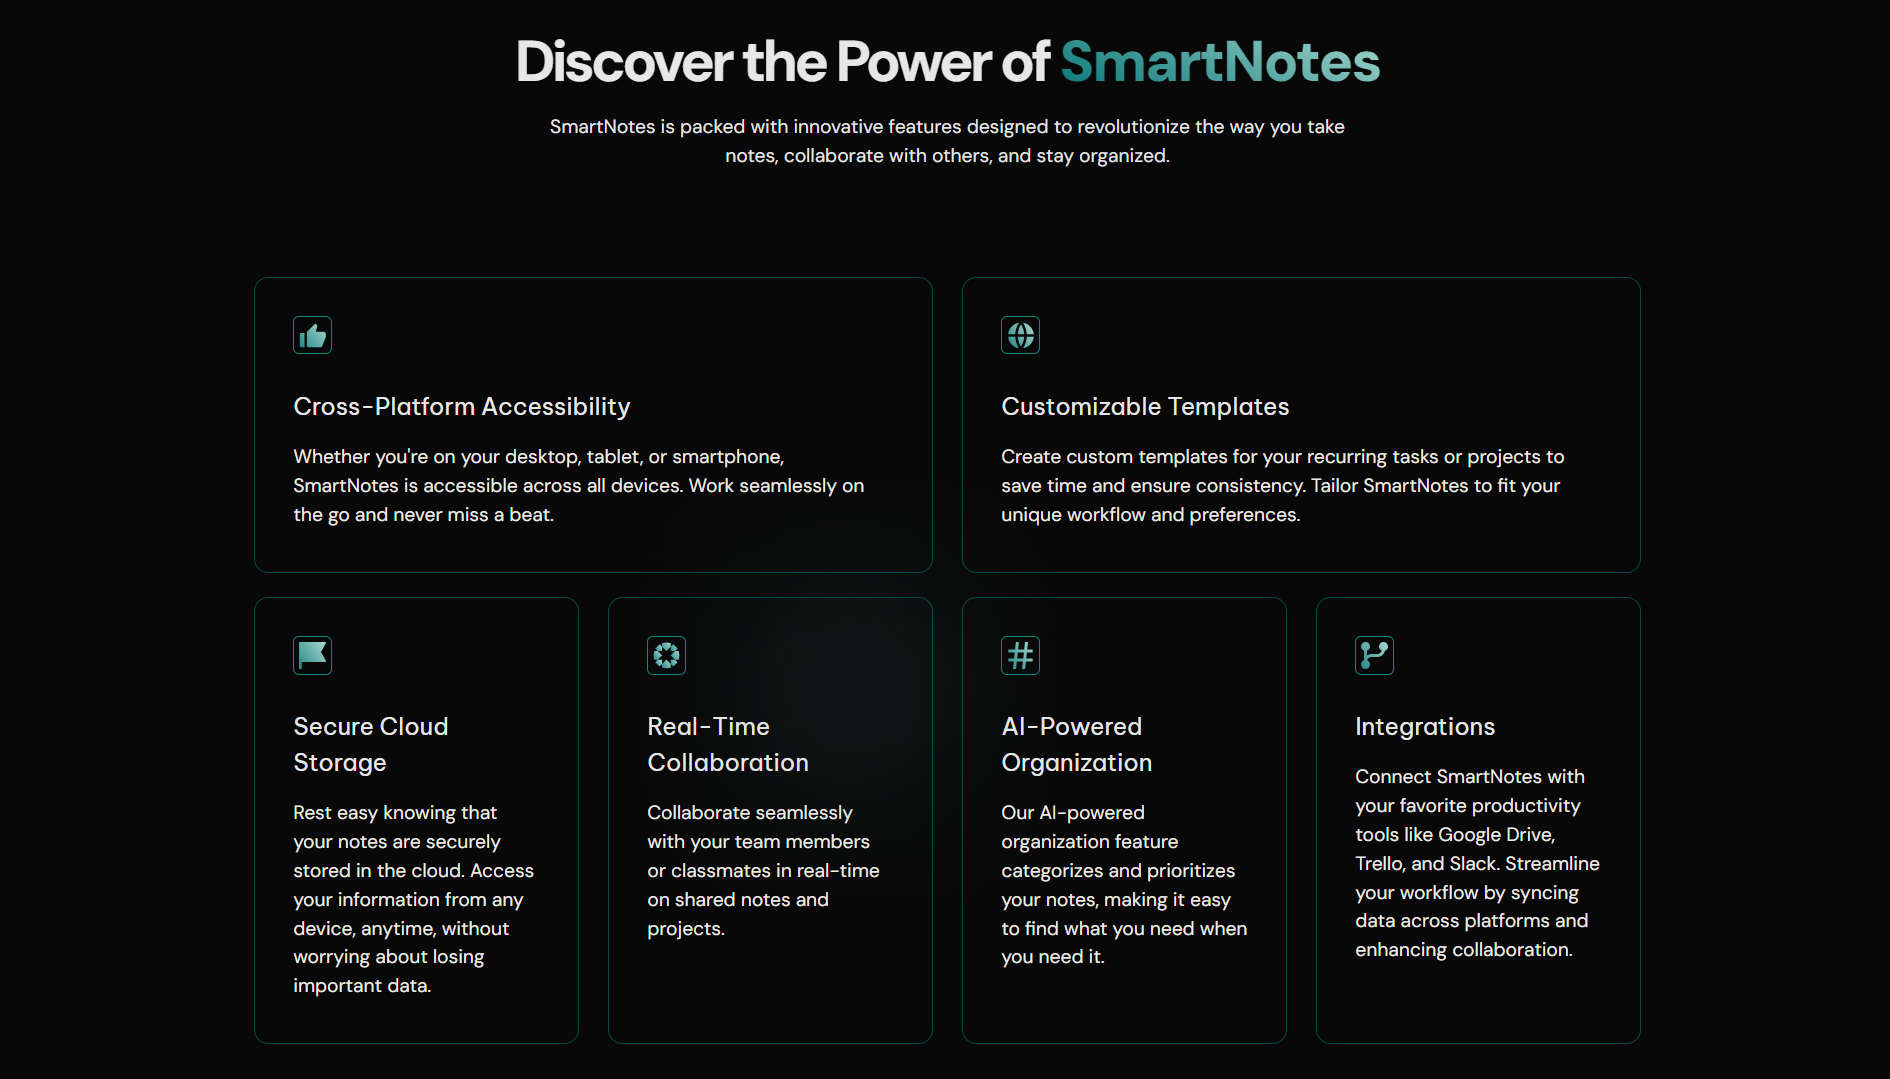 Discover the Power of SmartNotes
SmartNotes is packed with innovative features designed to revolutionize the way you take
notes, collaborate with others, and stay organized.
Cross-Platform Accessibility
Whether you're on your desktop, tablet, or smartphone,
SmartNotes is accessible across all devices. Work seamlessly on
the go and never miss a beat.
Customizable Templates
Create custom templates for your recurring tasks or projects to
save time and ensure consistency. Tailor SmartNotes to fit your
unique workflow and preferences.
Secure Cloud
Storage
Rest easy knowing that
your notes are securely
stored in the cloud. Access
your information from any
device, anytime, without
worrying about losing
important data.
Real-Time
Collaboration
Collaborate seamlessly
with your team members
or classmates in real-time
on shared notes and
projects.
AI-Powered
Organization
Our AI-powered
organization feature
categorizes and prioritizes
your notes, making it easy
to find what you need when
you need it.
Integrations
Connect SmartNotes with
your favorite productivity
tools like Google Drive,
Trello, and Slack. Streamline
your workflow by syncing
data across platforms and
enhancing collaboration.